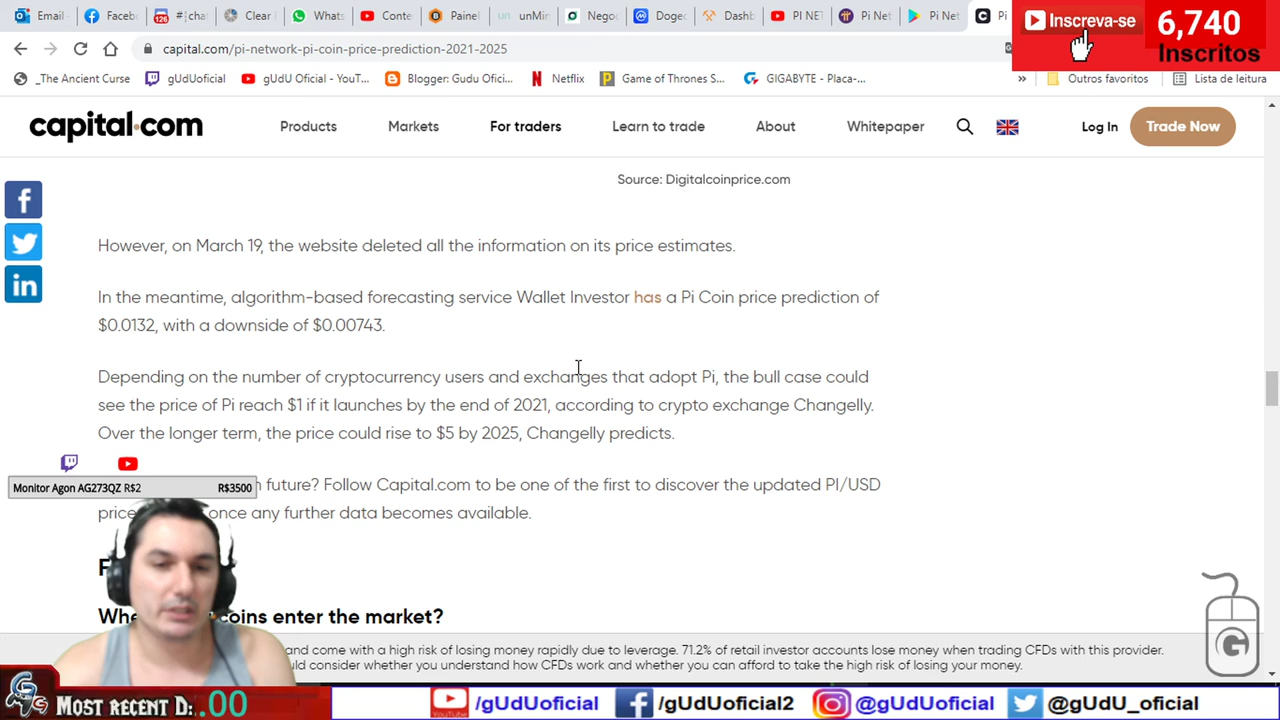 Email -
Faceb
#┊cha
Clear
Whats
Conte
Painel
unMin
Negoc
Dogec
Dashb
PI NET
Pi Net
Pi Net
Pi
Inscreva-se
6,740
Inscritos
capital.com/pi-network-pi-coin-price-prediction-2021-2025
_The Ancient Curse
gUdUoficial
gUdU Oficial - YouT...
Blogger: Gudu Ofici...
Netflix
Game of Thrones S...
GIGABYTE - Placa-...
»
Outros favoritos
Lista de leitura
capital.com
Products
Markets
For traders
Learn to trade
About
Whitepaper
Log In
Trade Now
Source: Digitalcoinprice.com
However, on March 19, the website deleted all the information on its price estimates.
In the meantime, algorithm-based forecasting service Wallet Investor has a Pi Coin price prediction of
$0.0132, with a downside of $0.00743.
Depending on the number of cryptocurrency users and exchanges that adopt Pi, the bull case could
see the price of Pi reach $1 if it launches by the end of 2021, according to crypto exchange Changelly.
Over the longer term, the price could rise to $5 by 2025, Changelly predicts.
Monitor Agon AG273QZ R$2
R$3500
n future? Follow Capital.com to be one of the first to discover the updated PI/USD
price once any further data becomes available.
F
Whe coins enter the market?
and come with a high risk of losing money rapidly due to leverage. 71.2% of retail investor accounts lose money when trading CFDs with this provider.
uld consider whether you understand how CFDs work and whether you can afford to take the high risk of losing your money.
Most recent D: .00
/gUdUoficial
/gUdUoficial2
@gUdUoficial
@gUdU_oficial